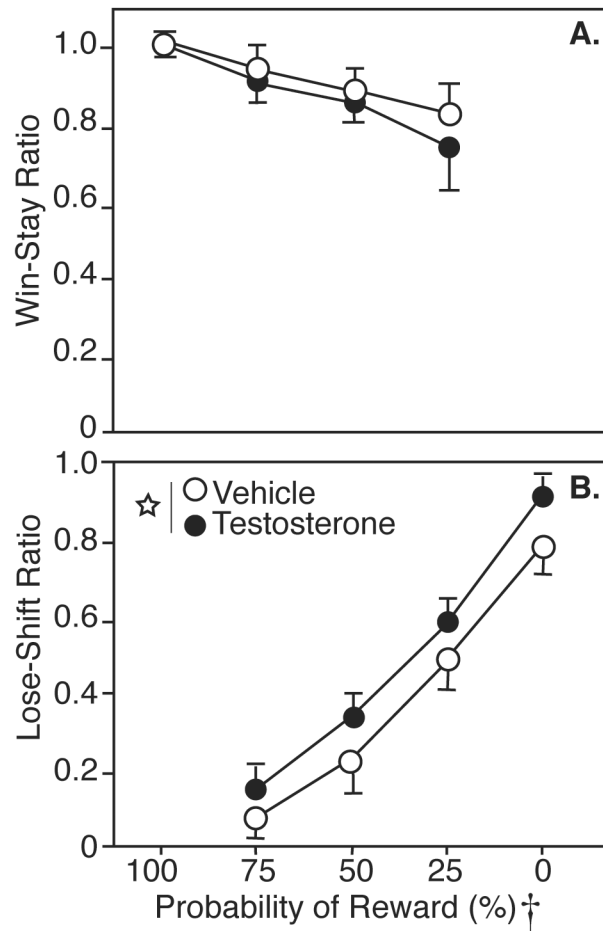 A.
1.0
0.8
0.6
0.4
0.2
0
Win-Stay Ratio
B.
1.0
0.8
0.6
0.4
0.2
0
Lose-Shift Ratio
☆ Vehicle
Testosterone
100 75 50 25 0
Probability of Reward (%)†